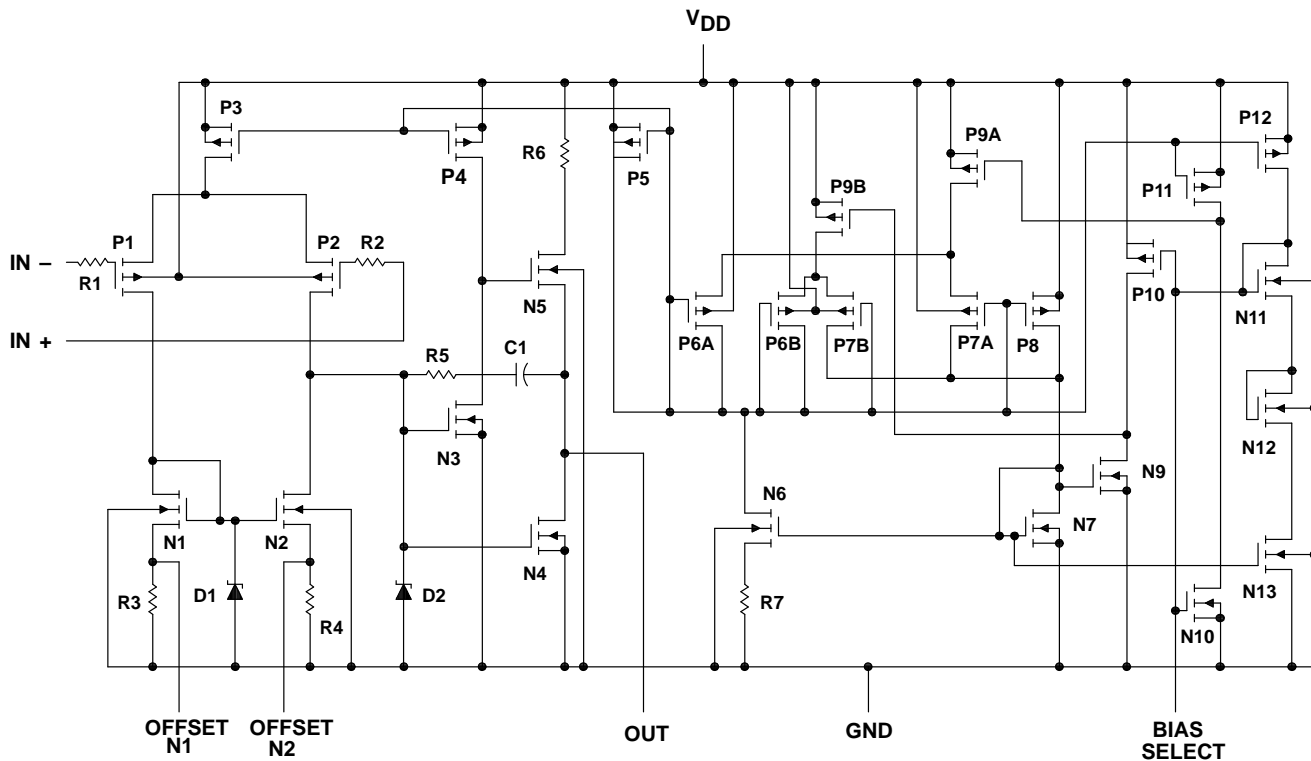 VDD
P3
P4
R6
P5
P9B
P9A
P12
P11
IN –
R1
P1
P2
R2
N5
P10
N11
IN +
P6A
P6B
P7B
P7A
P8
R5
C1
N3
N12
N1
N2
N4
N6
N7
N9
N13
R3
D1
R4
D2
R7
N10
OFFSET
N1
OFFSET
N2
OUT
GND
BIAS
SELECT